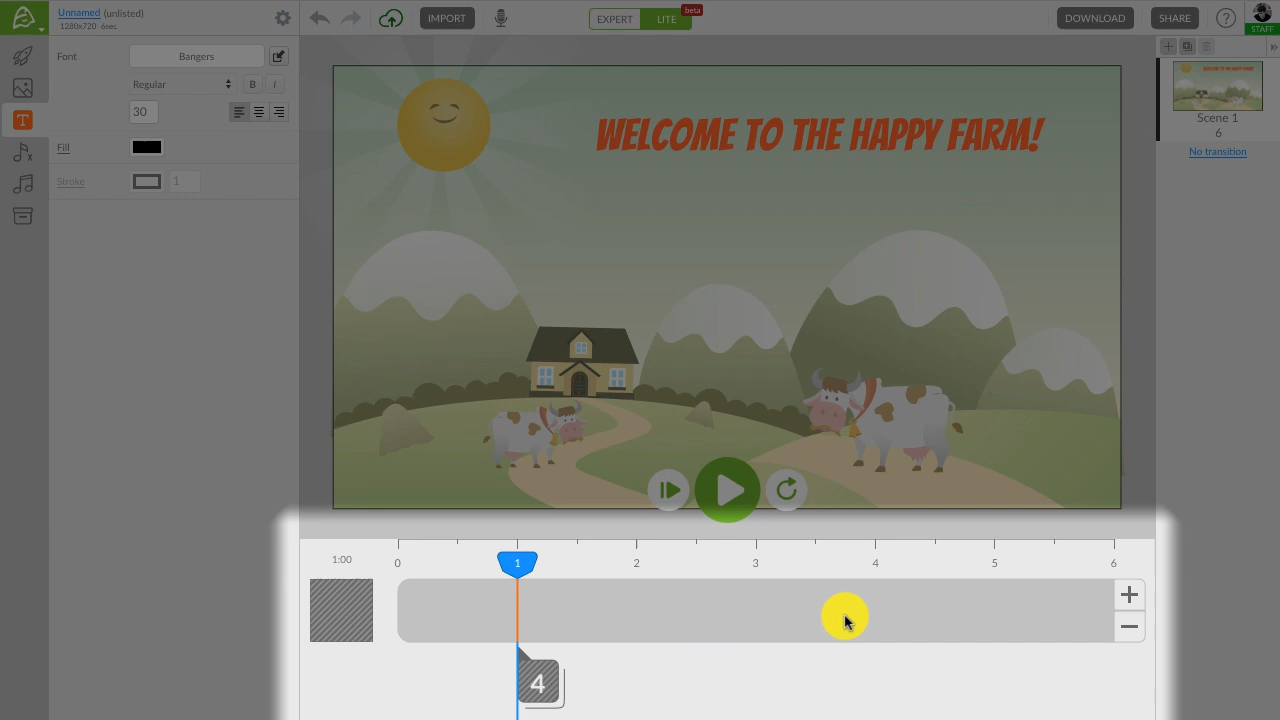 Unnamed (unlisted)
1280x720 6sec
IMPORT
EXPERT LITE beta
DOWNLOAD SHARE ?
STAFF
Font Bangers
Regular B I
30
Fill
Stroke 1
WELCOME TO THE HAPPY FARM!
Scene 1
6
No transition
1:00 0 1 2 3 4 5 6
4